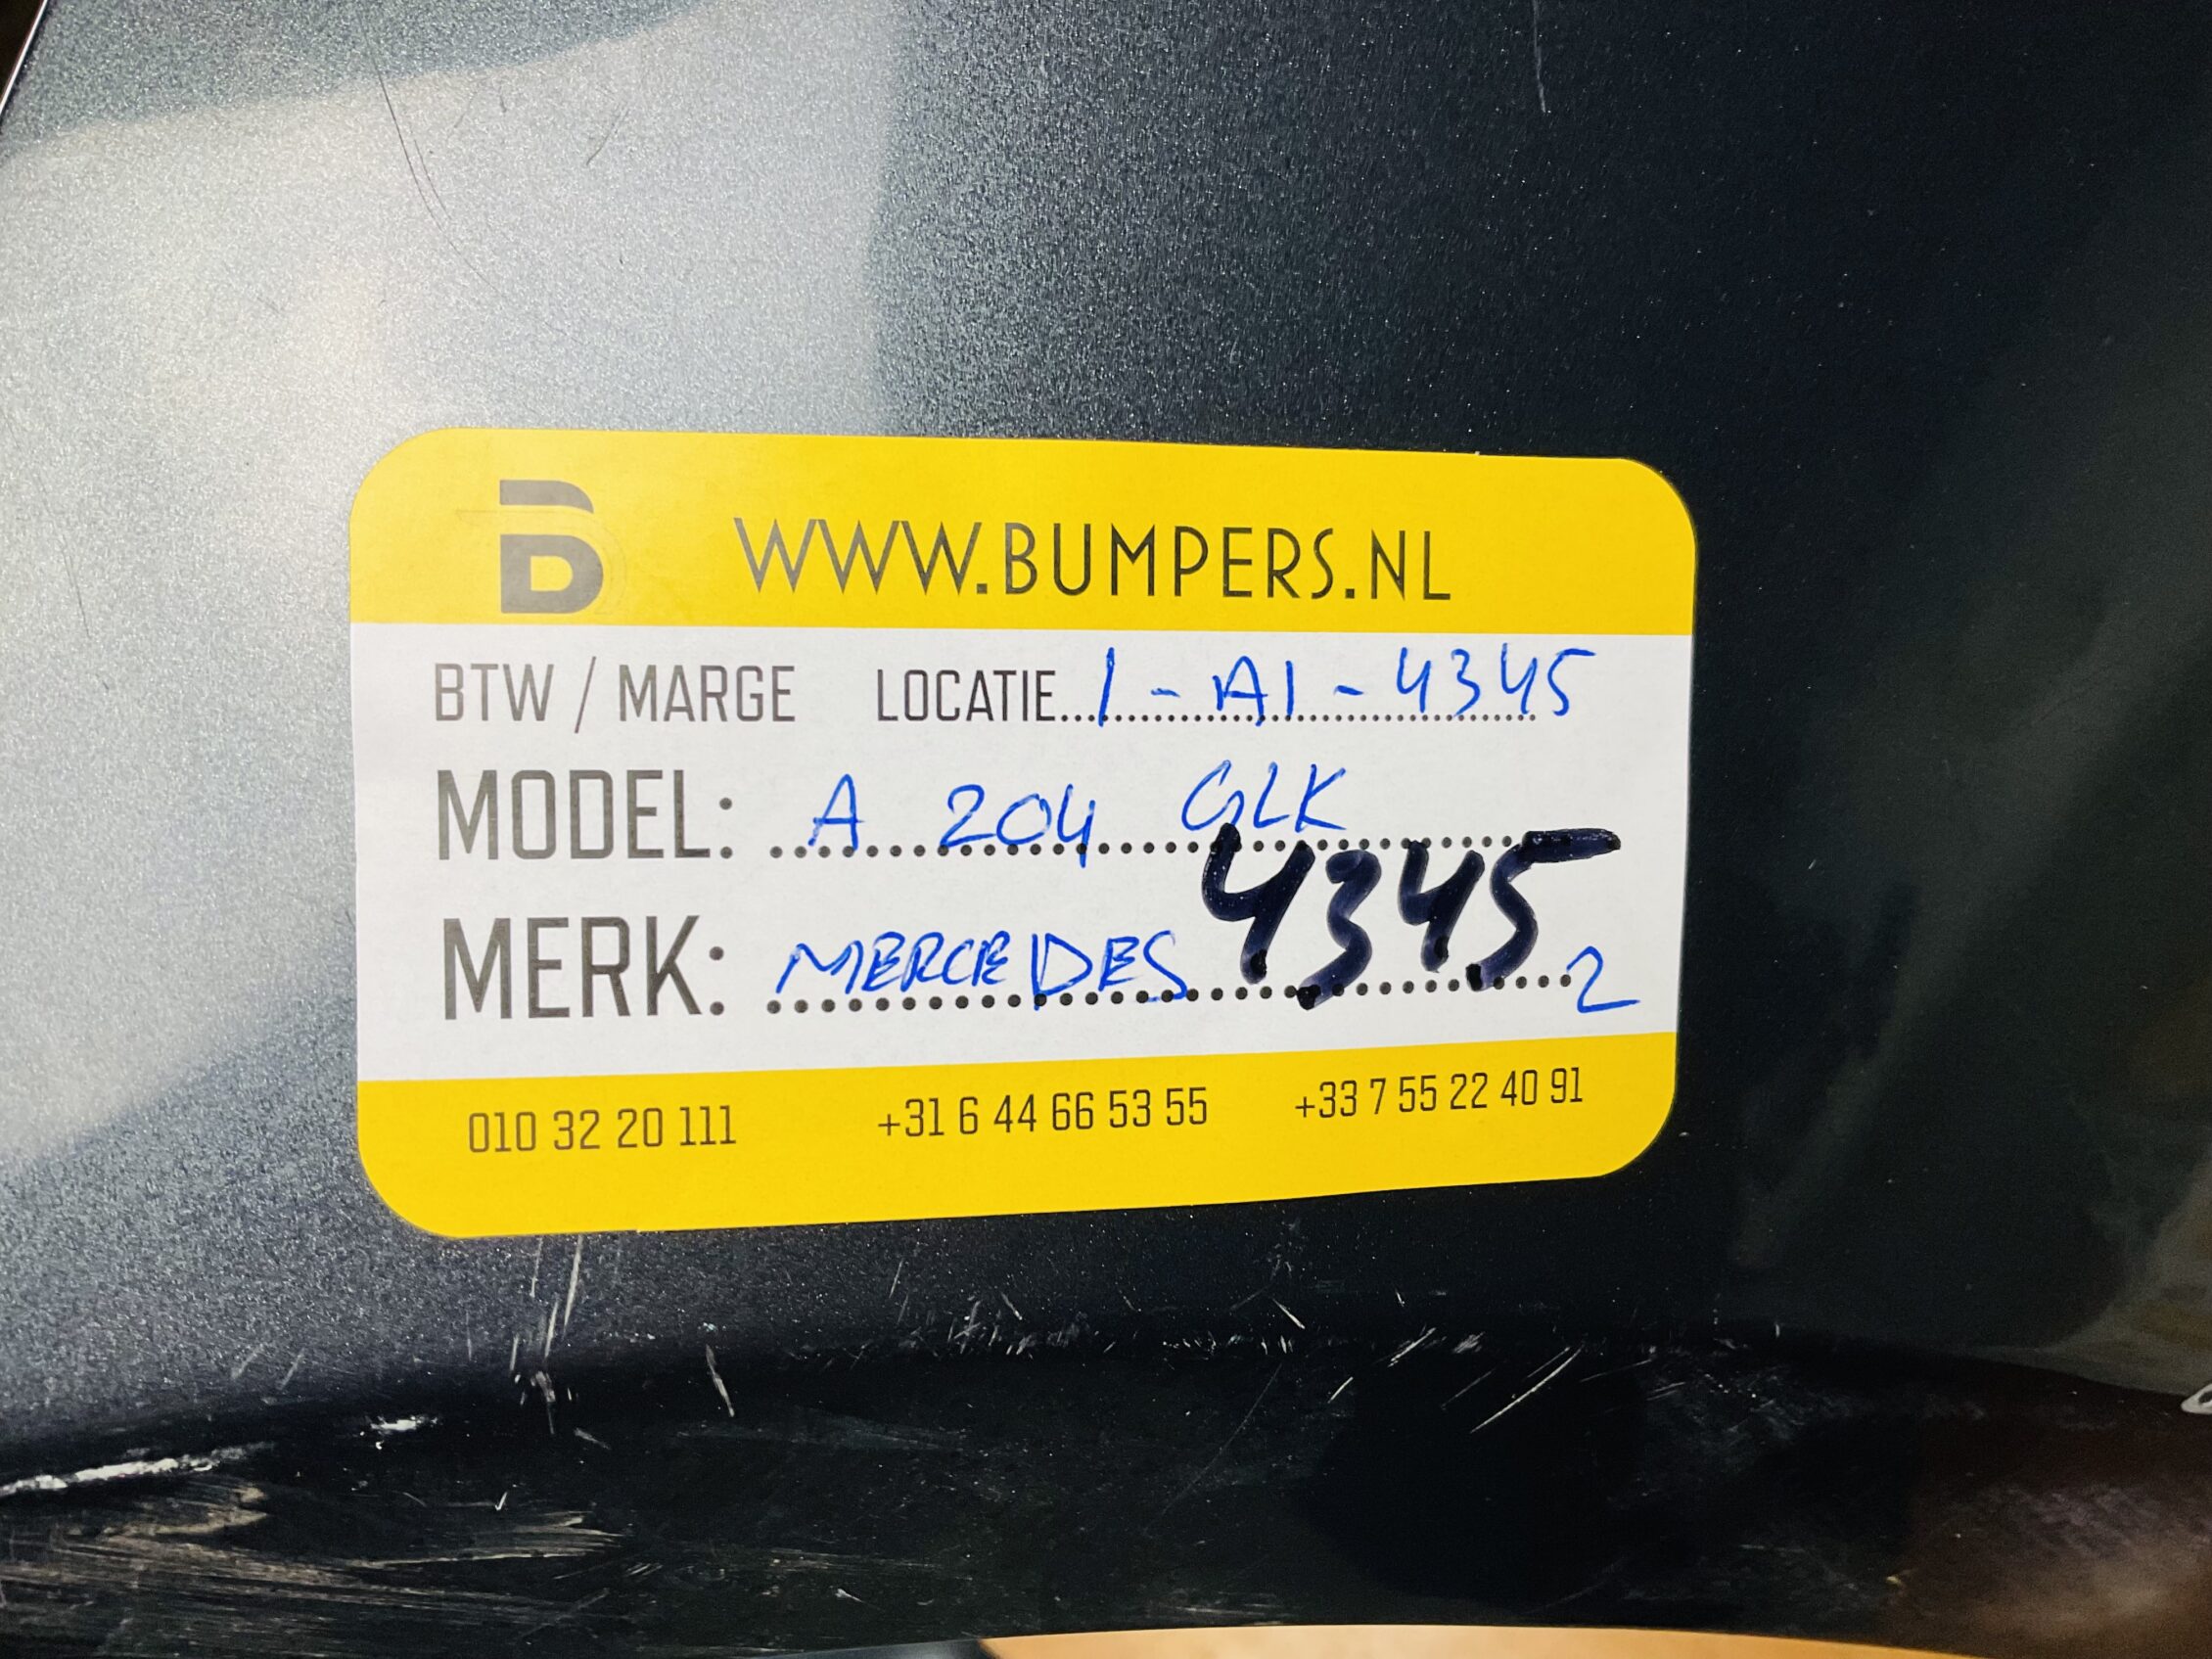 B WWW.BUMPERS.NL
BTW / MARGE LOCATIE 1-A1-4345
MODEL: A 204 GLK
4345
MERK: MERCEDES 2
010 32 20 111 +31 6 44 66 53 55 +33 7 55 22 40 91